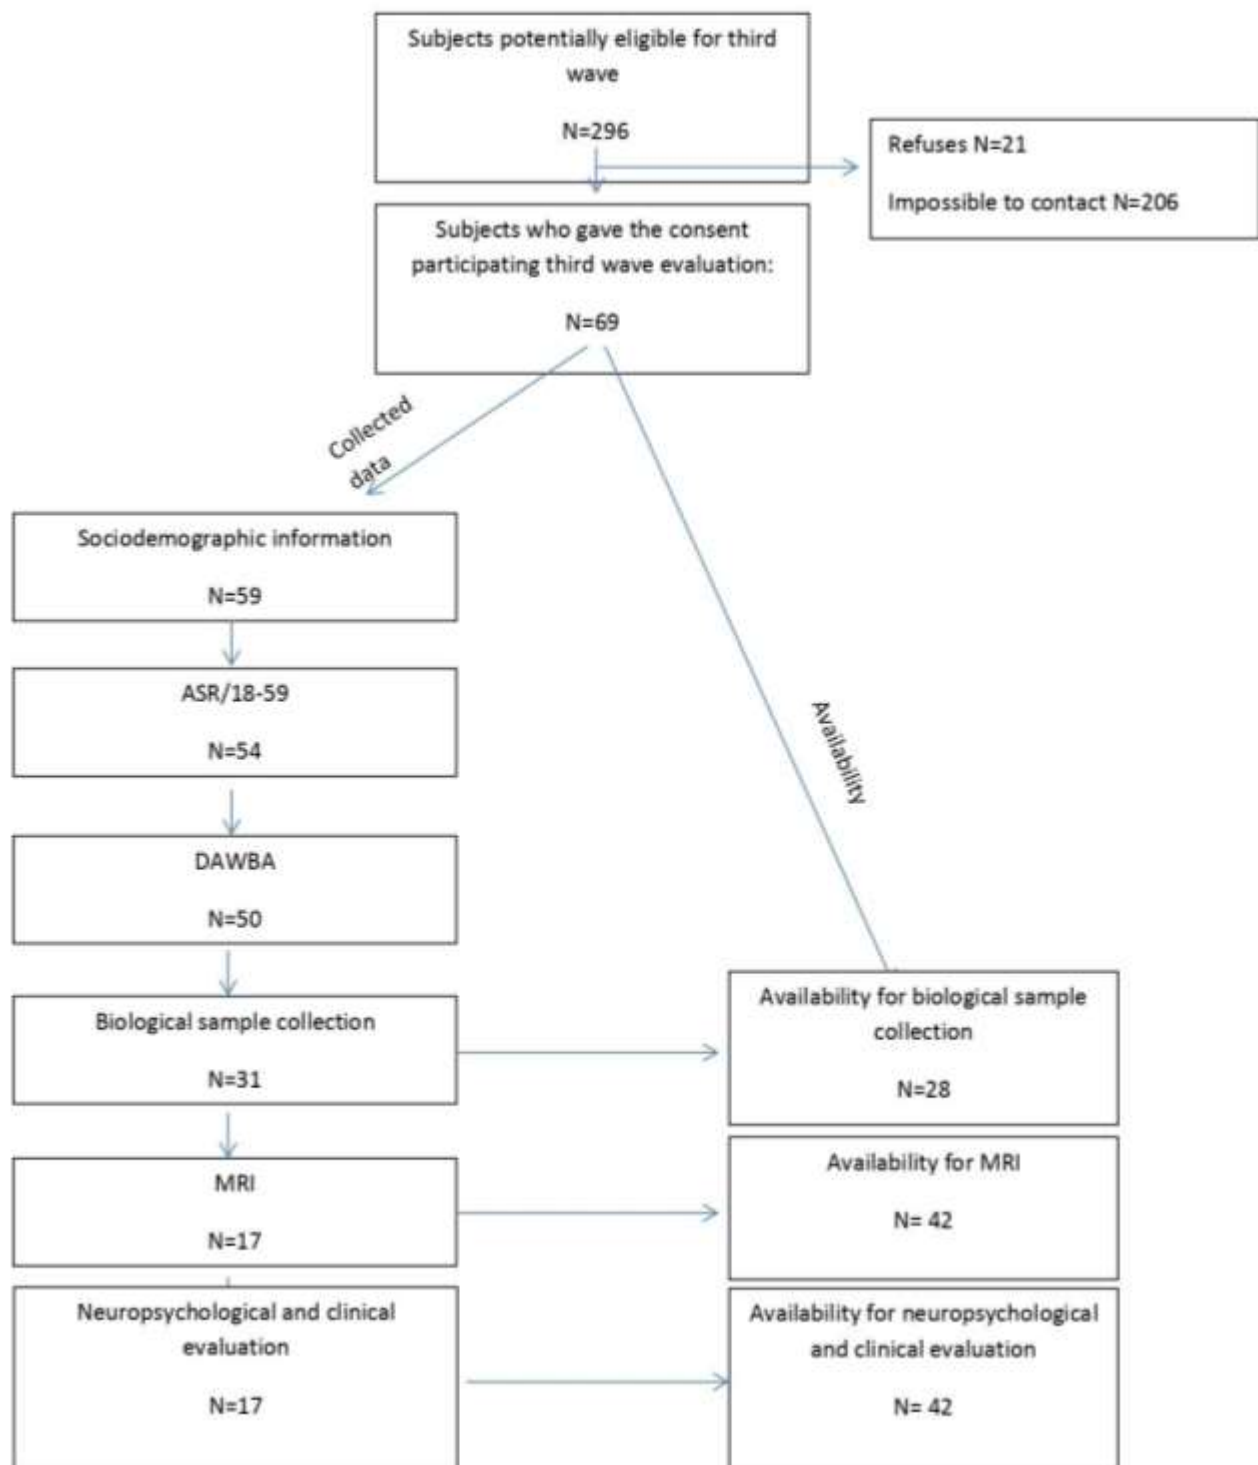 Subjects potentially eligible for third
wave
N=296
Refuses N=21
Impossible to contact N=206
Subjects who gave the consent
participating third wave evaluation:
N=69
Collected
data
Availability
Sociodemographic information
N=59
ASR/18-59
N=54
DAWBA
N=50
Biological sample collection
N=31
Availability for biological sample
collection
N=28
MRI
N=17
Availability for MRI
N= 42
Neuropsychological and clinical
evaluation
N=17
Availability for neuropsychological
and clinical evaluation
N= 42